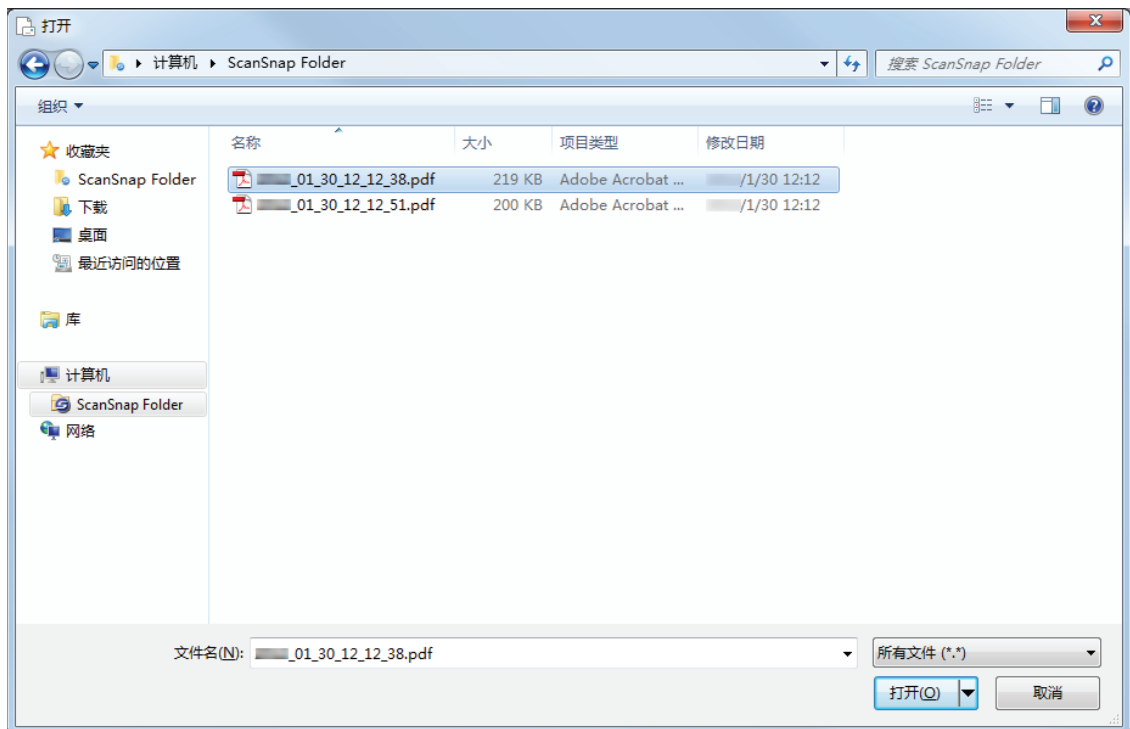 打开
计算机 ScanSnap Folder
搜索 ScanSnap Folder
组织
收藏夹
ScanSnap Folder
下载
桌面
最近访问的位置
库
计算机
ScanSnap Folder
网络
名称 大小 项目类型 修改日期
_01_30_12_12_38.pdf 219 KB Adobe Acrobat ... /1/30 12:12
_01_30_12_12_51.pdf 200 KB Adobe Acrobat ... /1/30 12:12
文件名(N): _01_30_12_12_38.pdf
所有文件 (*.*)
打开(O) 取消